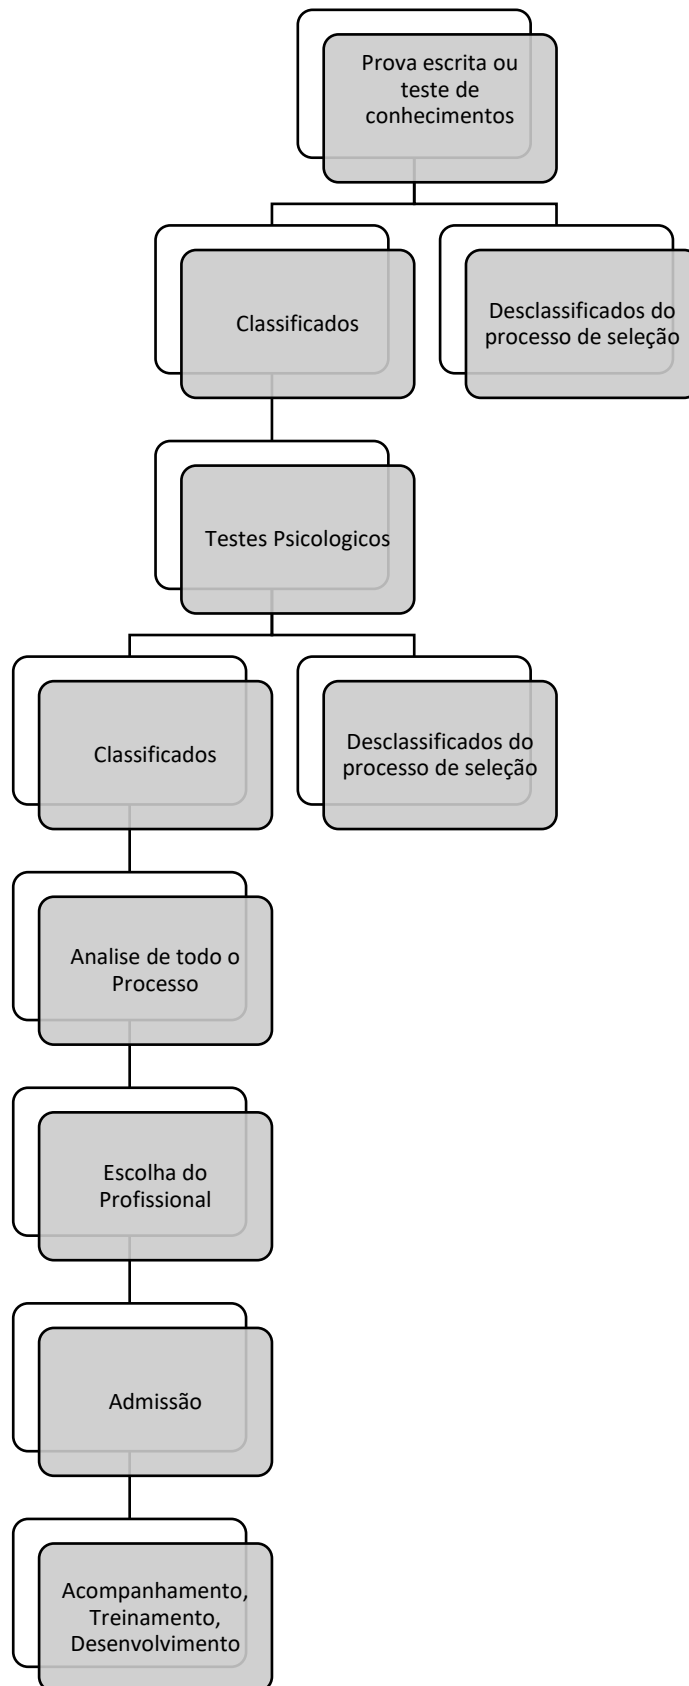 Prova escrita ou
teste de
conhecimentos
Classificados
Desclassificados do
processo de seleção
Testes Psicologicos
Classificados
Desclassificados do
processo de seleção
Analise de todo o
Processo
Escolha do
Profissional
Admissão
Acompanhamento,
Treinamento,
Desenvolvimento